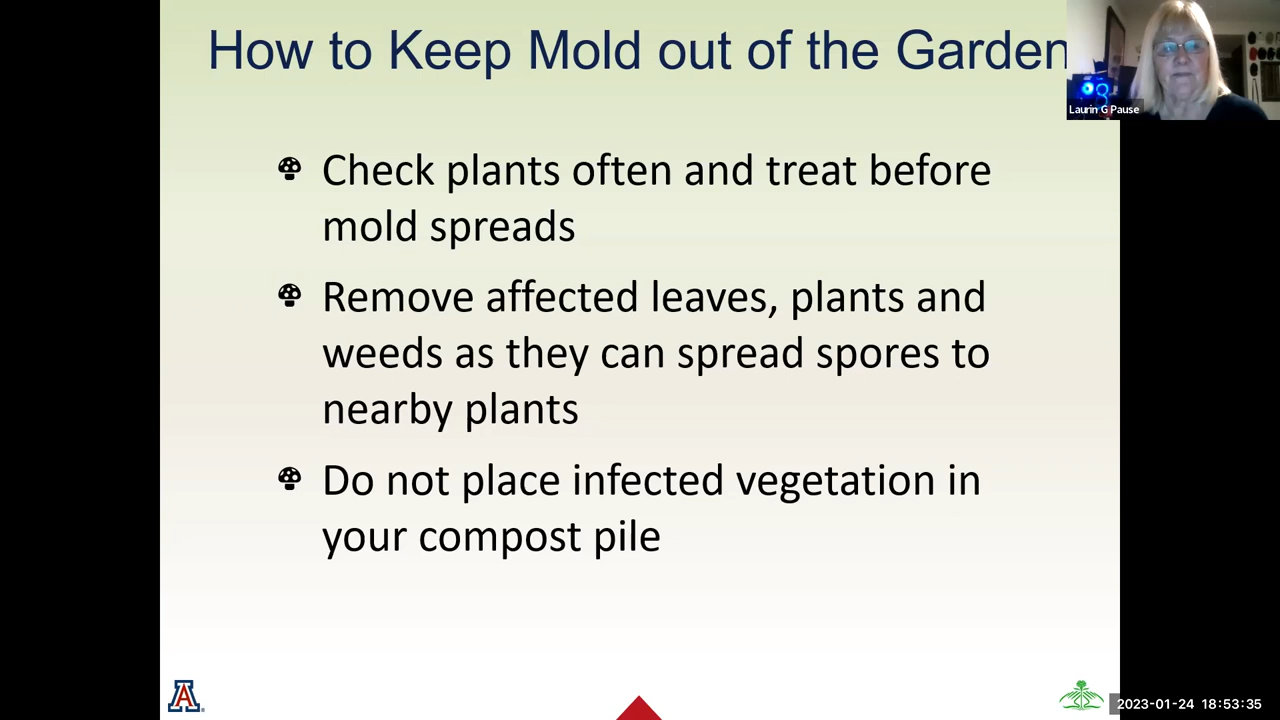 How to Keep Mold out of the Garden
Laurin G Pause
Check plants often and treat before
mold spreads
Remove affected leaves, plants and
weeds as they can spread spores to
nearby plants
Do not place infected vegetation in
your compost pile
A
2023-01-24 18:53:35